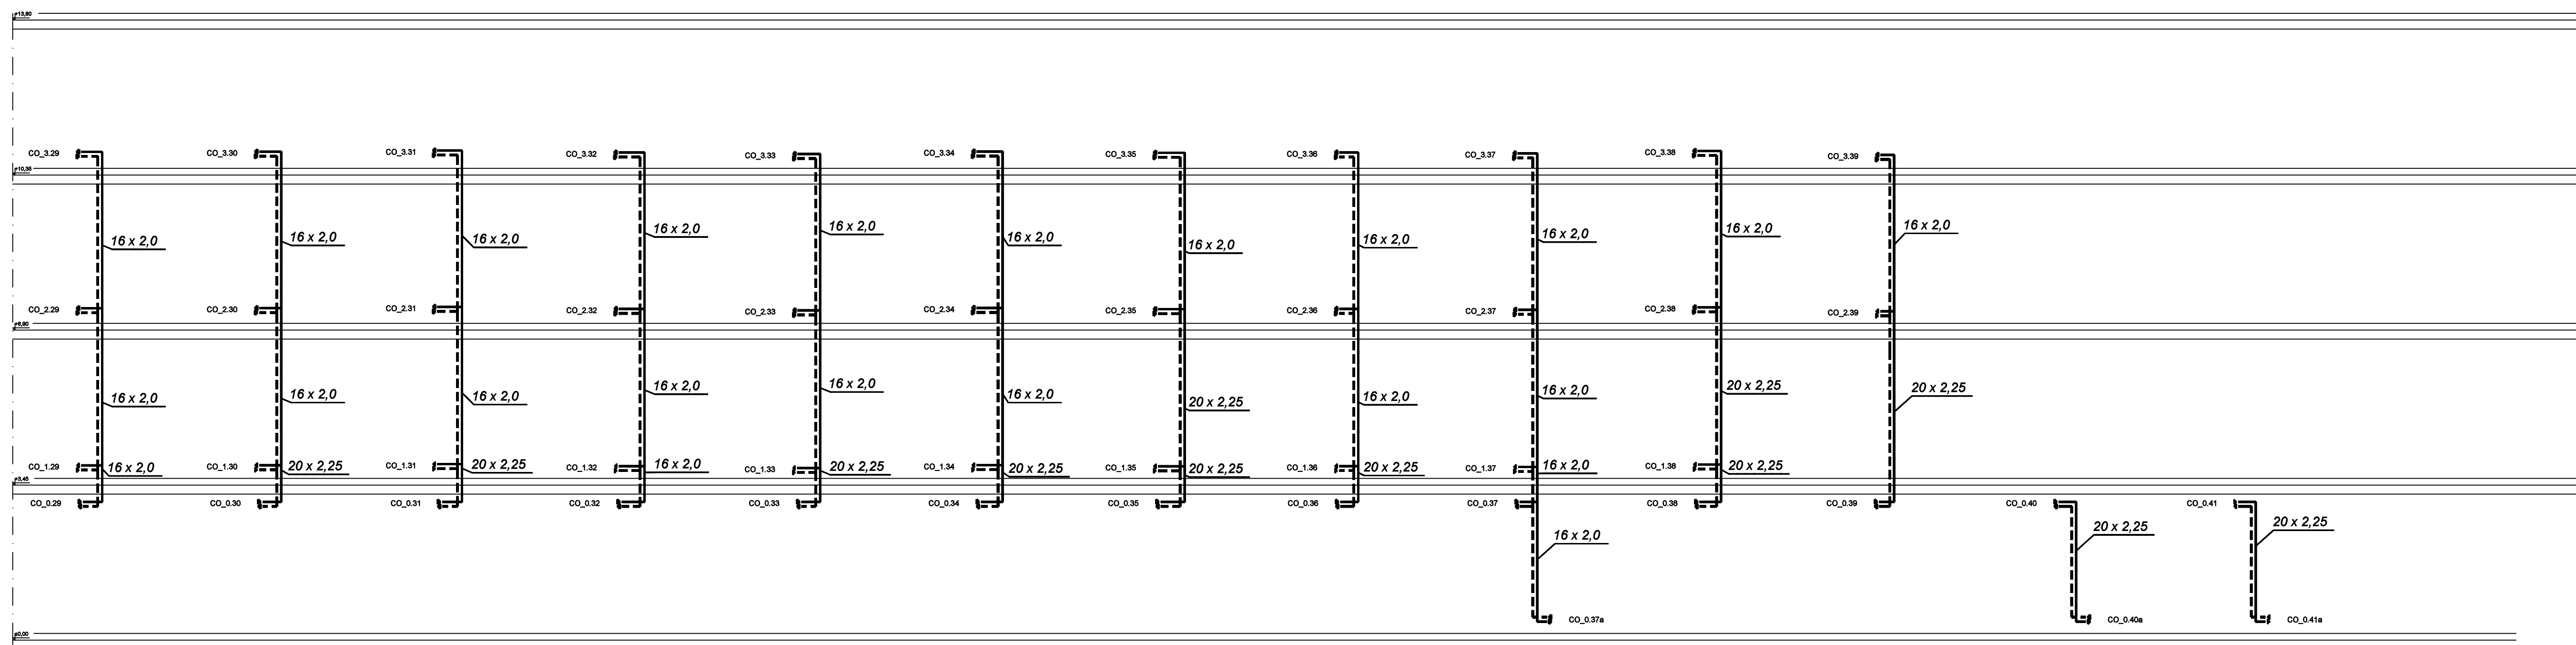 +13,80
CO_3.29 CO_3.30 CO_3.31 CO_3.32 CO_3.33 CO_3.34 CO_3.35 CO_3.36 CO_3.37 CO_3.38 CO_3.39
+10,35
16 x 2,0 16 x 2,0 16 x 2,0 16 x 2,0 16 x 2,0 16 x 2,0 16 x 2,0 16 x 2,0 16 x 2,0 16 x 2,0 16 x 2,0
CO_2.29 CO_2.30 CO_2.31 CO_2.32 CO_2.33 CO_2.34 CO_2.35 CO_2.36 CO_2.37 CO_2.38 CO_2.39
+6,90
16 x 2,0 16 x 2,0 16 x 2,0 16 x 2,0 16 x 2,0 16 x 2,0 20 x 2,25 16 x 2,0 16 x 2,0 20 x 2,25 20 x 2,25
CO_1.29 CO_1.30 CO_1.31 CO_1.32 CO_1.33 CO_1.34 CO_1.35 CO_1.36 CO_1.37 CO_1.38
16 x 2,0 20 x 2,25 20 x 2,25 16 x 2,0 20 x 2,25 20 x 2,25 20 x 2,25 20 x 2,25 16 x 2,0 20 x 2,25
+3,45
CO_0.29 CO_0.30 CO_0.31 CO_0.32 CO_0.33 CO_0.34 CO_0.35 CO_0.36 CO_0.37 CO_0.38 CO_0.39 CO_0.40 CO_0.41
16 x 2,0 20 x 2,25 20 x 2,25
CO_0.37a CO_0.40a CO_0.41a
±0,00